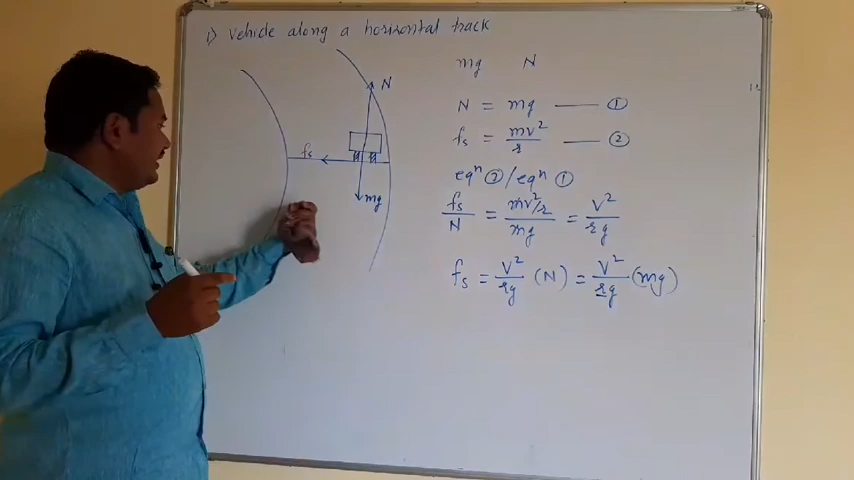 i) Vehicle along a horizontal track
N
fs
mg
mg N
N = mg —— ①
fs = mv²/r —— ②
eqⁿ ②/eqⁿ ①
fs/N = (mv²/r)/mg = v²/rg
fs = v²/rg (N) = v²/rg (mg)